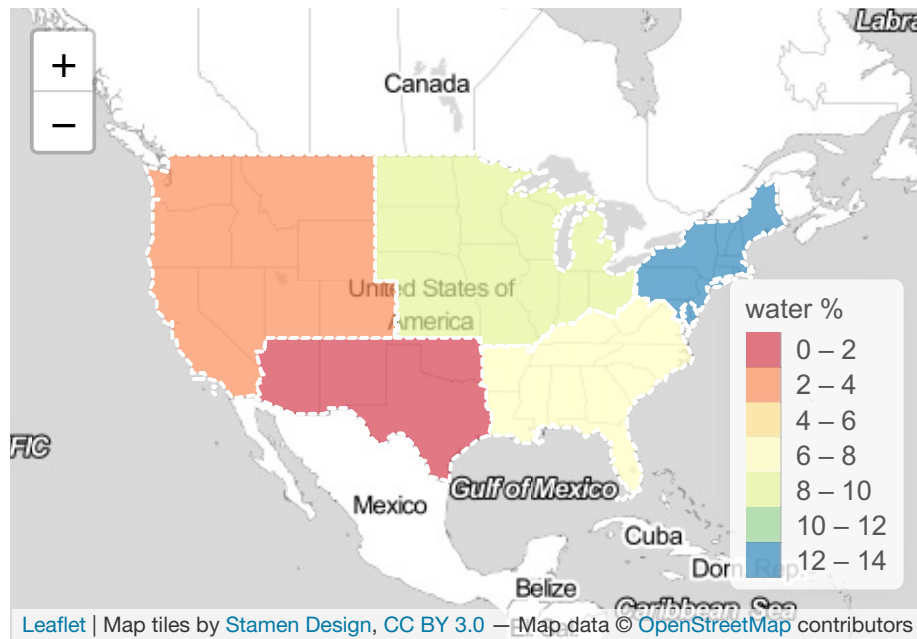 Labra
+
Canada
−
United States of
America
water %
0 – 2
2 – 4
4 – 6
6 – 8
8 – 10
10 – 12
12 – 14
FIC
Gulf of Mexico
Mexico
Cuba
Dom. Rep.
Belize
Caribbean Sea
El. Sal.
Leaflet | Map tiles by Stamen Design, CC BY 3.0 — Map data © OpenStreetMap contributors